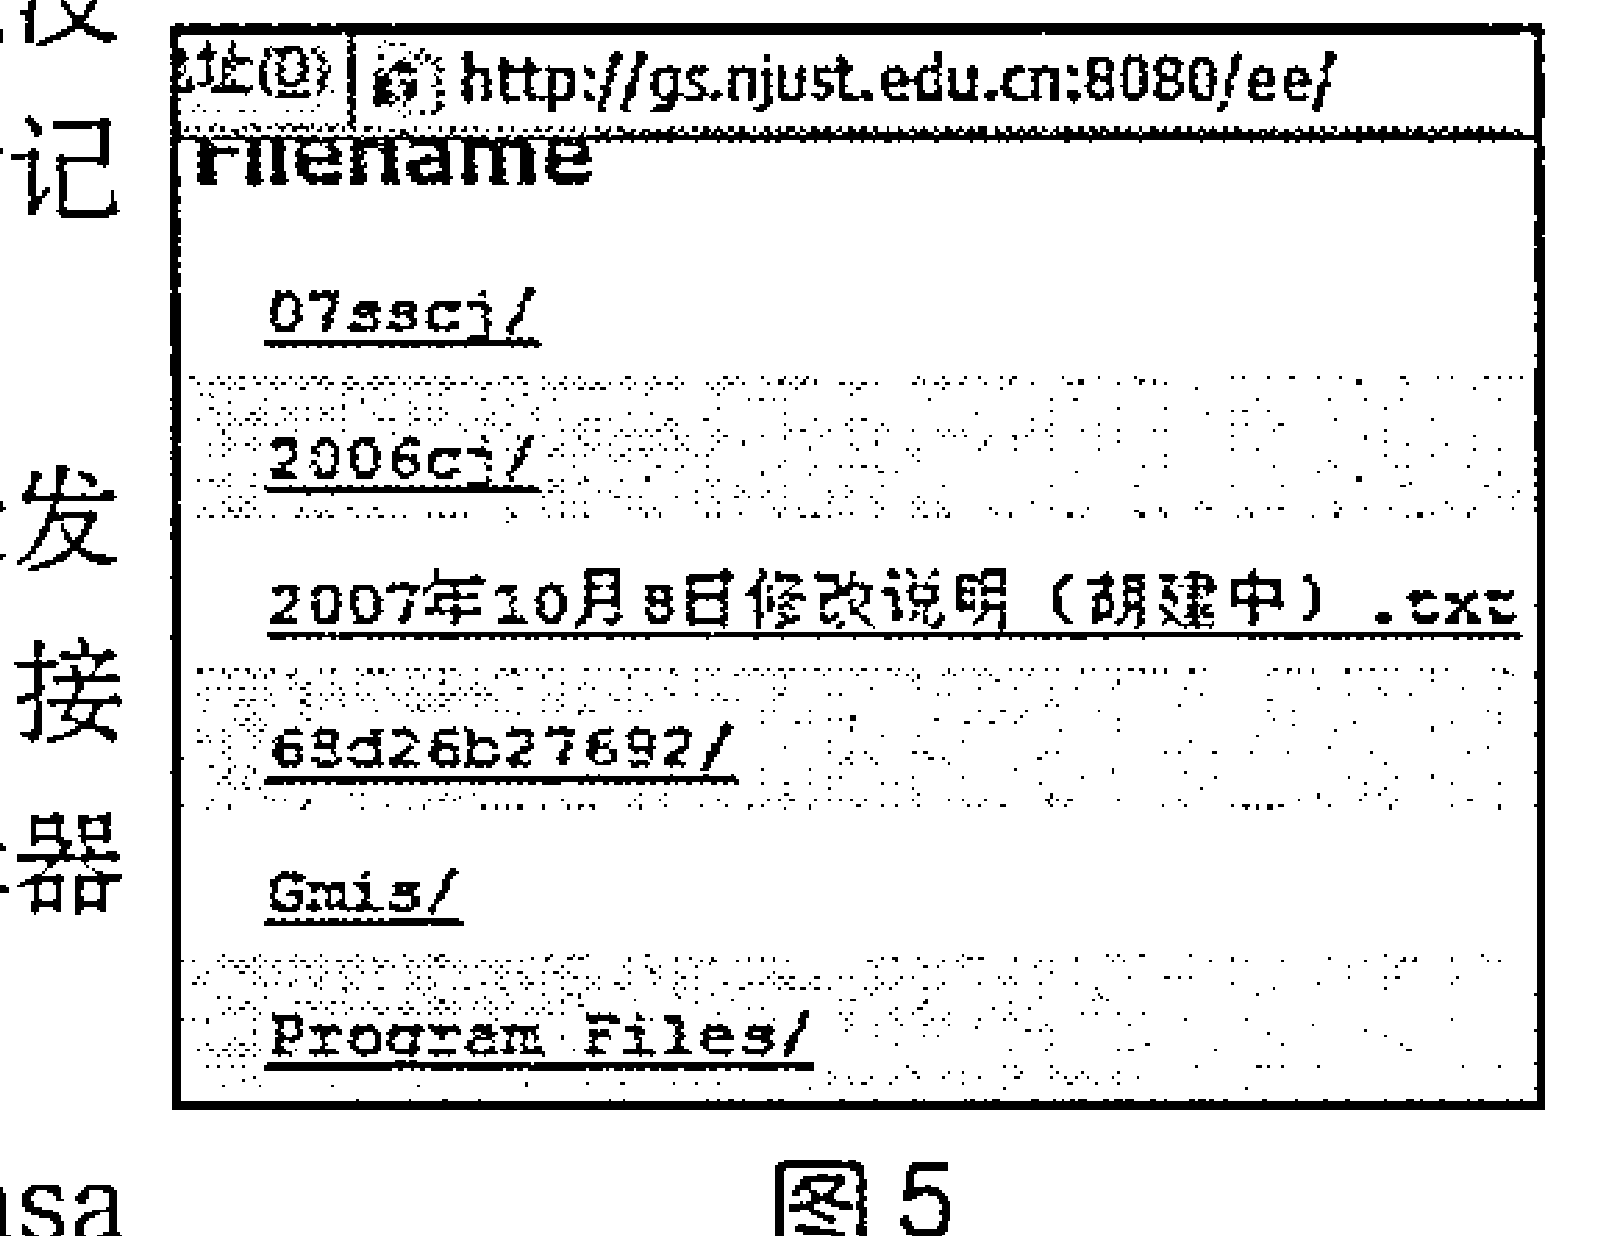 记
发
接
器
址(D) http://gs.njust.edu.cn:8080/ee/
Filename
07sscj/
2006cj/
2007年10月8日修改说明（胡建中）.txt
68d26b27692/
Gmis/
Program Files/
图 5
sa